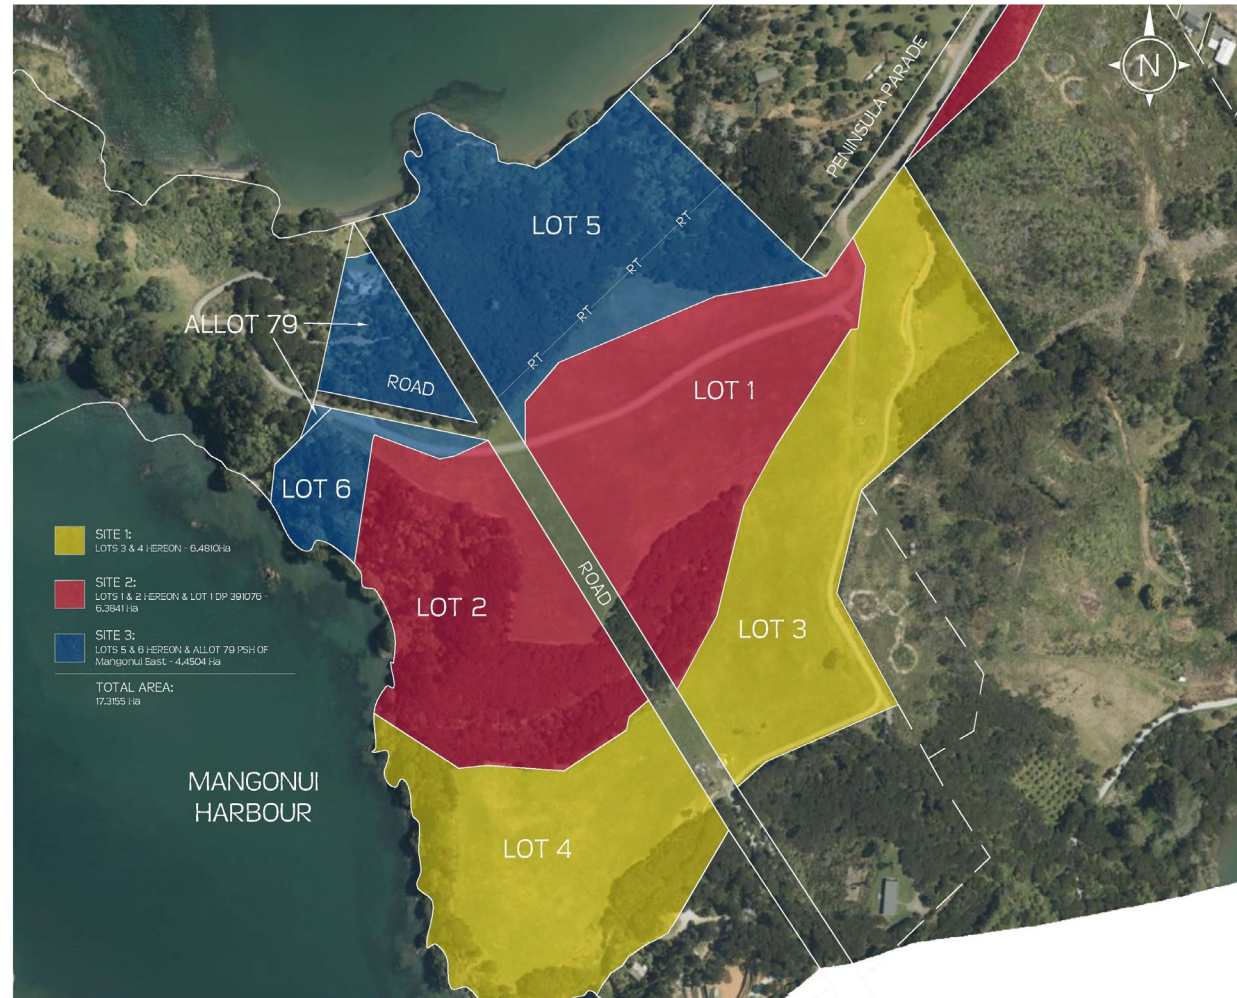 PENINSULA PARADE
N
LOT 5
RT
RT
RT
RT
ALLOT 79
ROAD
LOT 1
LOT 6
SITE 1:
LOTS 3 & 4 HEREON - 6.4810Ha
SITE 2:
LOTS 1 & 2 HEREON & LOT 1 DP 391076 -
6.3841 Ha
SITE 3:
LOTS 5 & 6 HEREON & ALLOT 79 PSH OF
Mangonui East - 4.4504 Ha
TOTAL AREA:
17.3155 Ha
ROAD
LOT 2
LOT 3
MANGONUI
HARBOUR
LOT 4